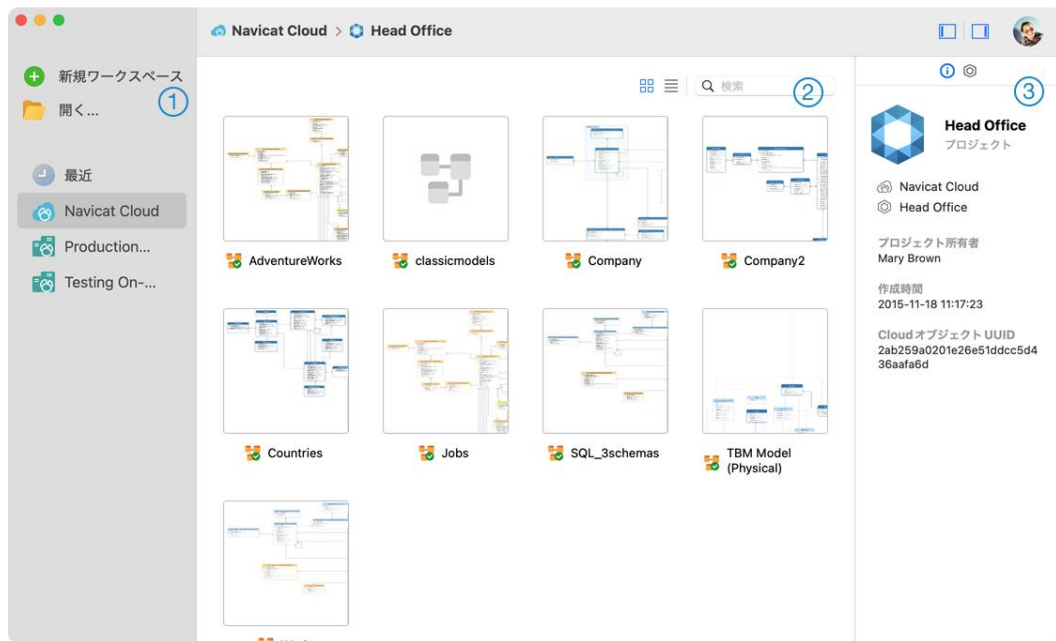 Navicat Cloud > Head Office
新規ワークスペース
開く...
最近
Navicat Cloud
Production...
Testing On-...
1
検索
2
AdventureWorks
classicmodels
Company
Company2
Countries
Jobs
SQL_3schemas
TBM Model
(Physical)
3
Head Office
プロジェクト
Navicat Cloud
Head Office
プロジェクト所有者
Mary Brown
作成時間
2015-11-18 11:17:23
Cloudオブジェクト UUID
2ab259a0201e26e51ddcc5d4
36aafa6d